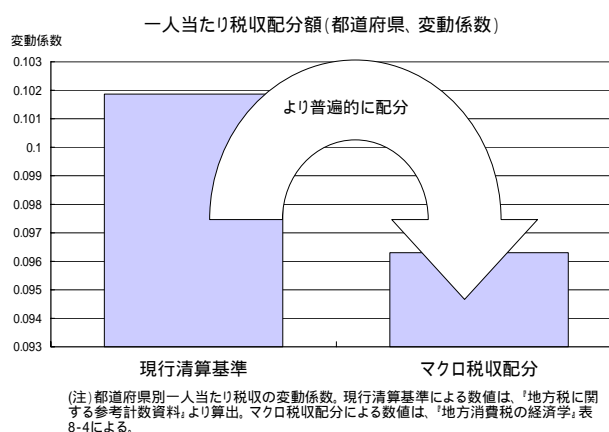 一人当たり税収配分額(都道府県、変動係数)
変動係数
0.103
0.102
0.101
0.1
0.099
0.098
0.097
0.096
0.095
0.094
0.093
より普遍的に配分
現行清算基準
マクロ税収配分
(注)都道府県別一人当たり税収の変動係数。現行清算基準による数値は、『地方税に関
する参考計数資料』より算出。マクロ税収配分による数値は、『地方消費税の経済学』表
8-4による。